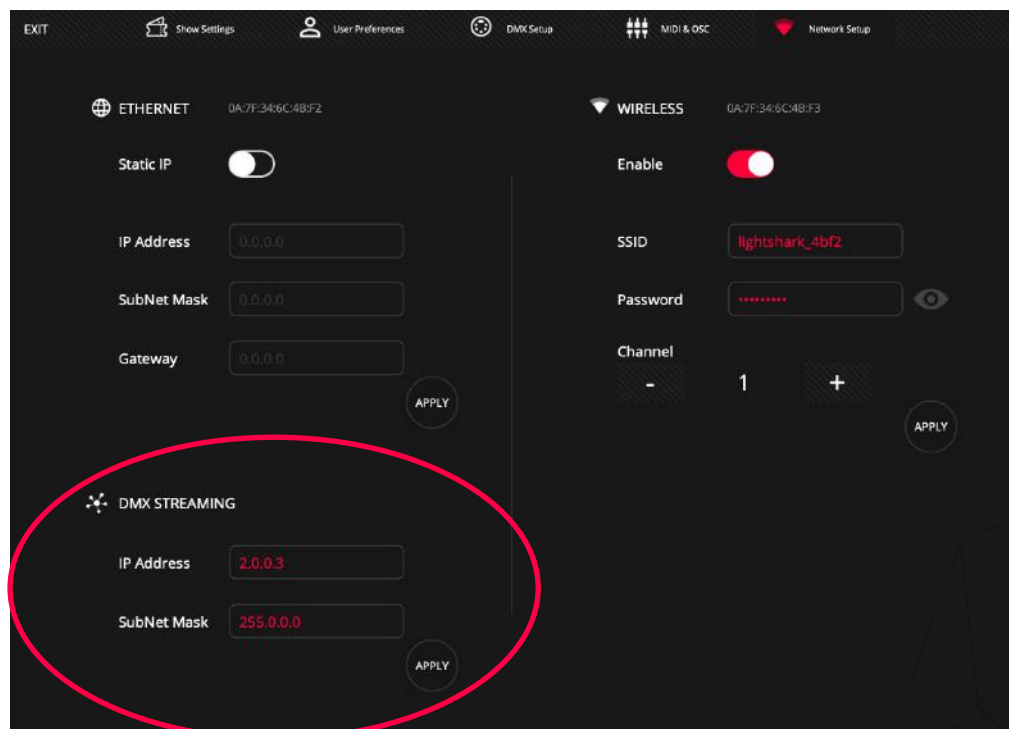 EXIT Show Settings User Preferences DMX Setup MIDI & OSC Network Setup
ETHERNET 0A:7F:34:6C:4B:F2
Static IP
IP Address 0.0.0.0
SubNet Mask 0.0.0.0
Gateway 0.0.0.0
APPLY
DMX STREAMING
IP Address 2.0.0.3
SubNet Mask 255.0.0.0
APPLY
WIRELESS 0A:7F:34:6C:4B:F3
Enable
SSID lightshark_4bf2
Password •••••••••
Channel
- 1 +
APPLY